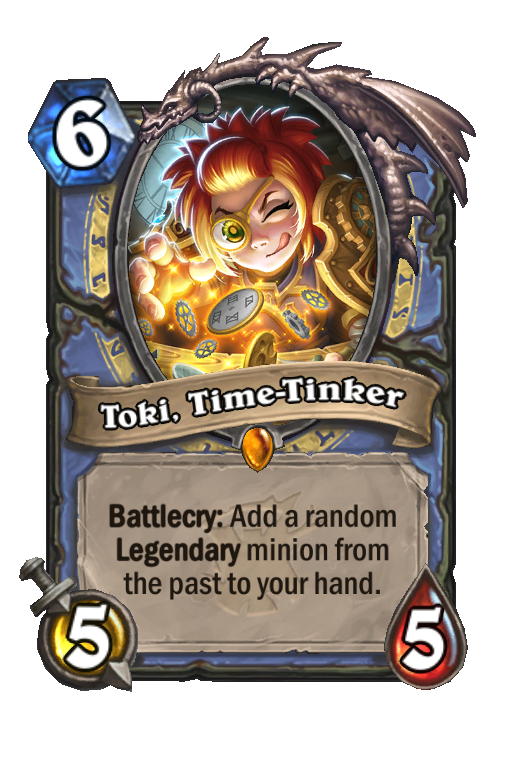 6
Toki, Time-Tinker
Battlecry: Add a random
Legendary minion from
the past to your hand.
5
5